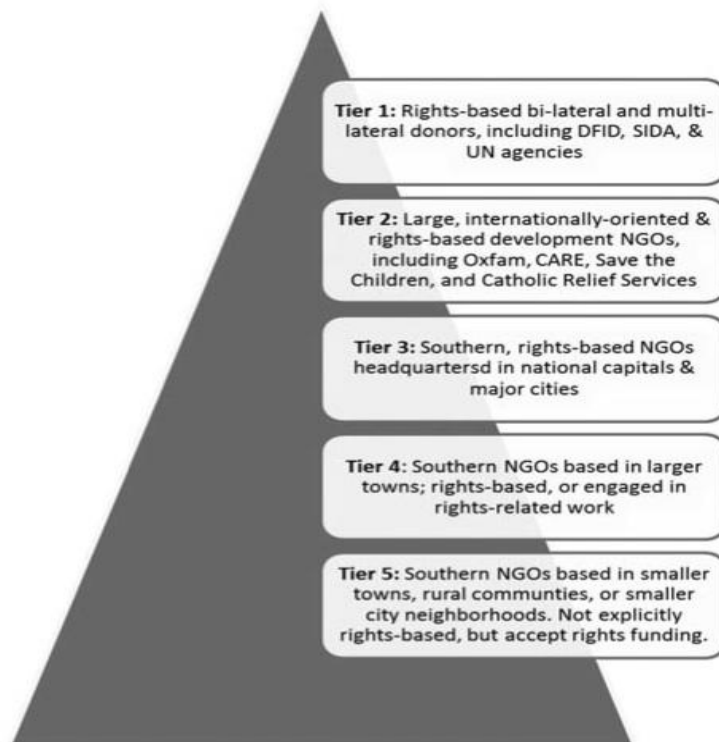 Tier 1: Rights-based bi-lateral and multi-
lateral donors, including DFID, SIDA, &
UN agencies
Tier 2: Large, internationally-oriented &
rights-based development NGOs,
including Oxfam, CARE, Save the
Children, and Catholic Relief Services
Tier 3: Southern, rights-based NGOs
headquartersd in national capitals &
major cities
Tier 4: Southern NGOs based in larger
towns; rights-based, or engaged in
rights-related work
Tier 5: Southern NGOs based in smaller
towns, rural communties, or smaller
city neighborhoods. Not explicitly
rights-based, but accept rights funding.